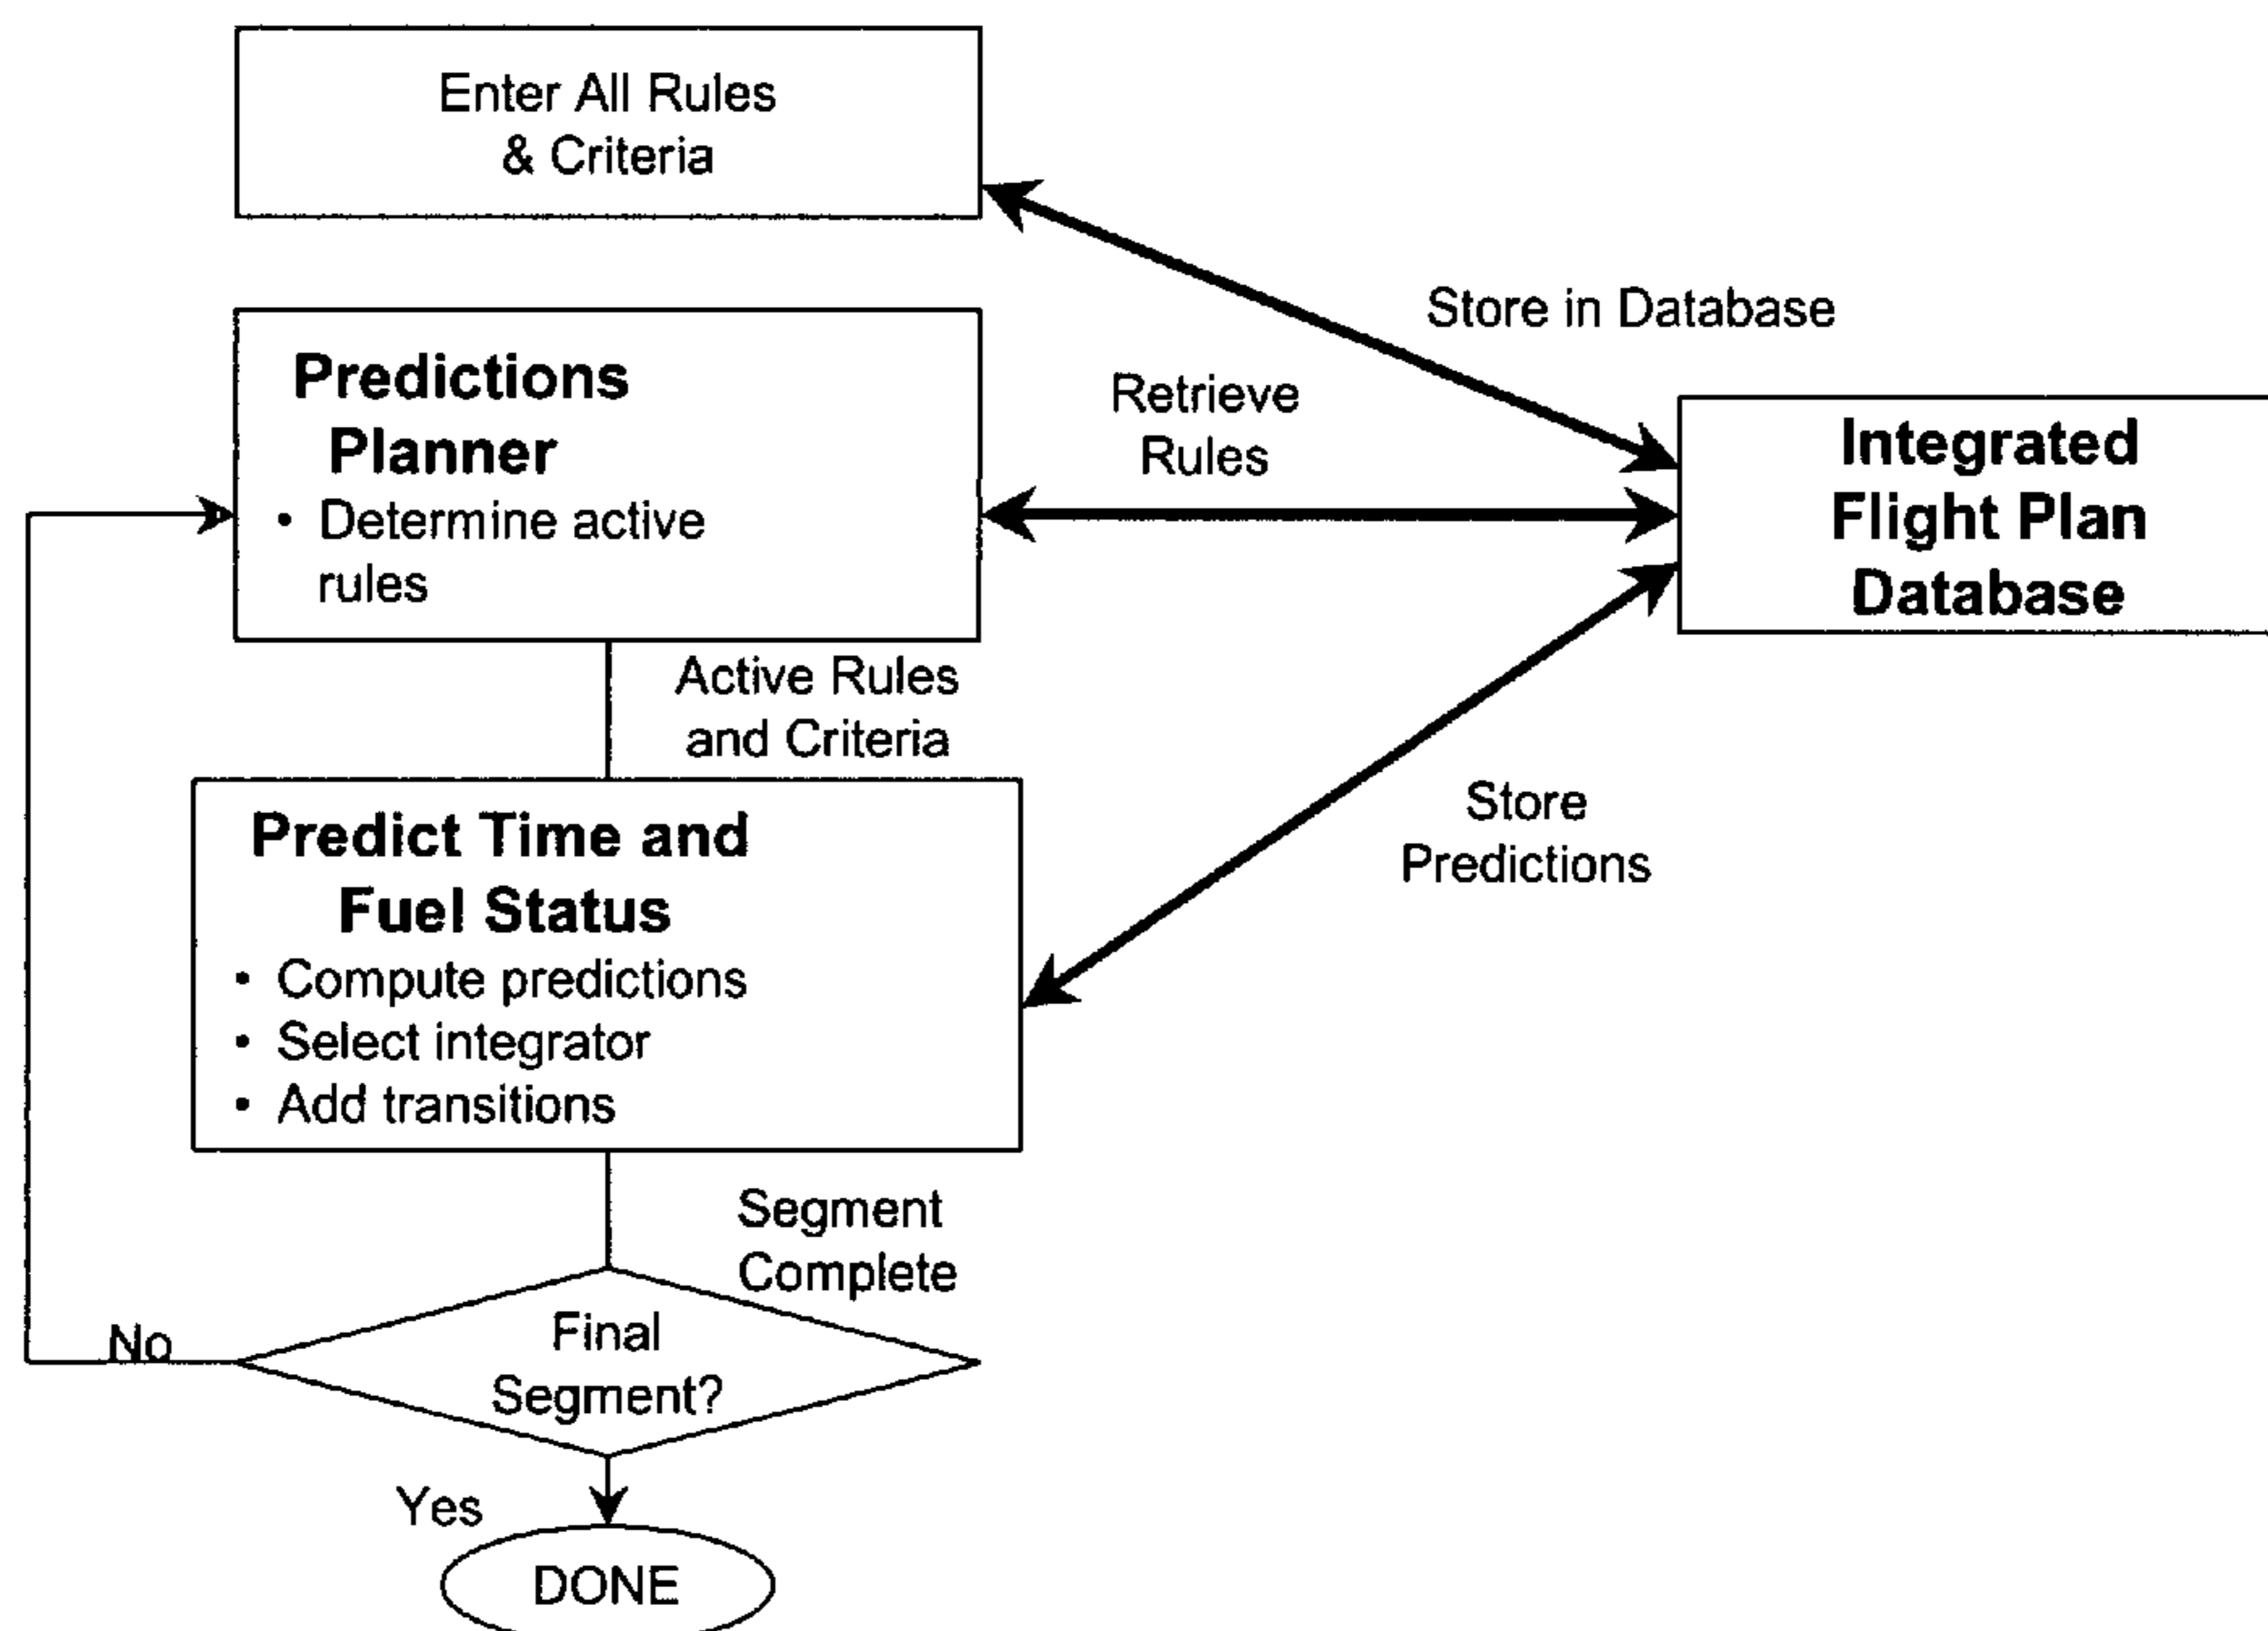 Enter All Rules
& Criteria
Store in Database
Predictions
Planner
• Determine active
rules
Retrieve
Rules
Integrated
Flight Plan
Database
Active Rules
and Criteria
Predict Time and
Fuel Status
• Compute predictions
• Select integrator
• Add transitions
Store
Predictions
Segment
Complete
Final
Segment?
No
Yes
DONE